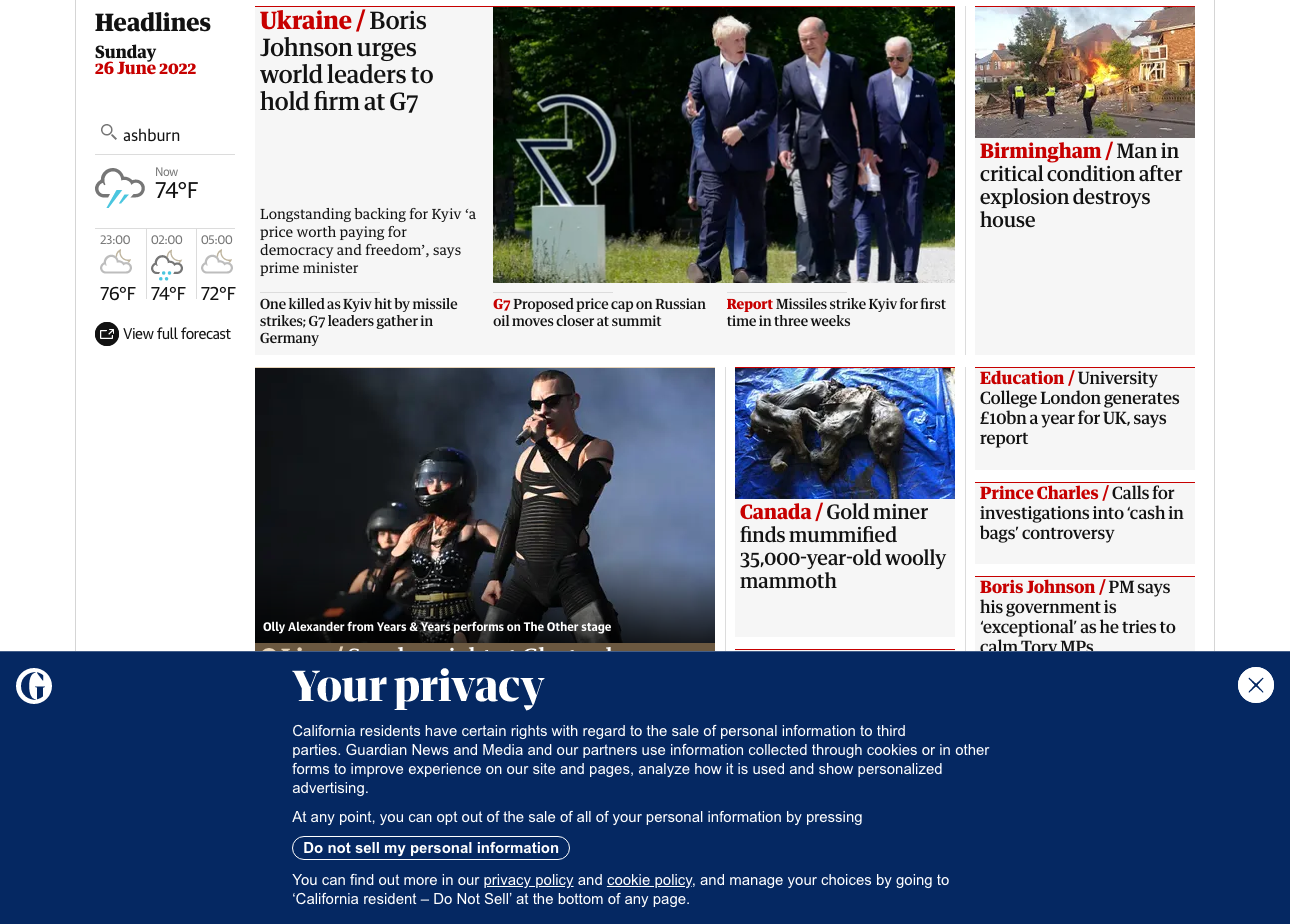 Headlines
Sunday
26 June 2022
ashburn
Now
74°F
23:00
02:00
05:00
76°F
74°F
72°F
View full forecast
Ukraine / Boris
Johnson urges
world leaders to
hold firm at G7
Longstanding backing for Kyiv ‘a
price worth paying for
democracy and freedom’, says
prime minister
One killed as Kyiv hit by missile
strikes; G7 leaders gather in
Germany
G7 Proposed price cap on Russian
oil moves closer at summit
Report Missiles strike Kyiv for first
time in three weeks
Birmingham / Man in
critical condition after
explosion destroys
house
Olly Alexander from Years & Years performs on The Other stage
Canada / Gold miner
finds mummified
35,000-year-old woolly
mammoth
Education / University
College London generates
£10bn a year for UK, says
report
Prince Charles / Calls for
investigations into ‘cash in
bags’ controversy
Boris Johnson / PM says
his government is
‘exceptional’ as he tries to
calm Tory MPs
Your privacy
California residents have certain rights with regard to the sale of personal information to third
parties. Guardian News and Media and our partners use information collected through cookies or in other
forms to improve experience on our site and pages, analyze how it is used and show personalized
advertising.
At any point, you can opt out of the sale of all of your personal information by pressing
Do not sell my personal information
You can find out more in our privacy policy and cookie policy, and manage your choices by going to
‘California resident – Do Not Sell’ at the bottom of any page.